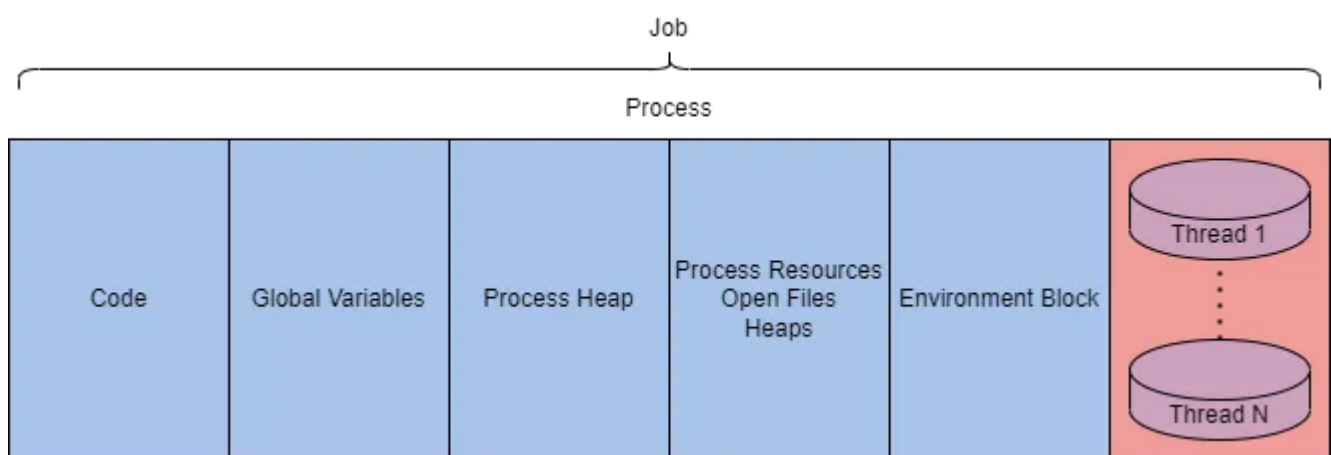 Job
Process
Code
Global Variables
Process Heap
Process Resources
Open Files
Heaps
Environment Block
Thread 1
Thread N